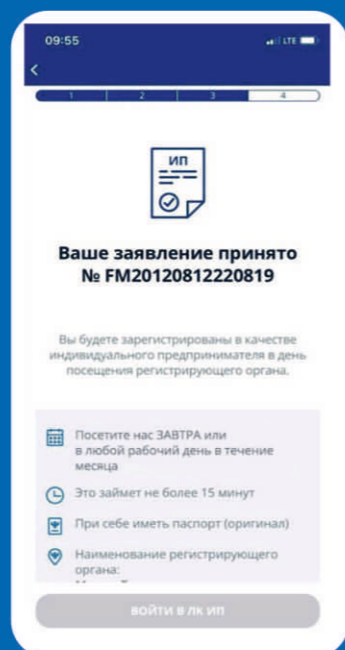 09:55
LTE
1 2 3 4
ИП
Ваше заявление принято
№ FM20120812220819
Вы будете зарегистрированы в качестве
индивидуального предпринимателя в день
посещения регистрирующего органа.
Посетите нас ЗАВТРА или
в любой рабочий день в течение
месяца
Это займет не более 15 минут
При себе иметь паспорт (оригинал)
Наименование регистрирующего
органа:
ВОЙТИ В ЛК ИП